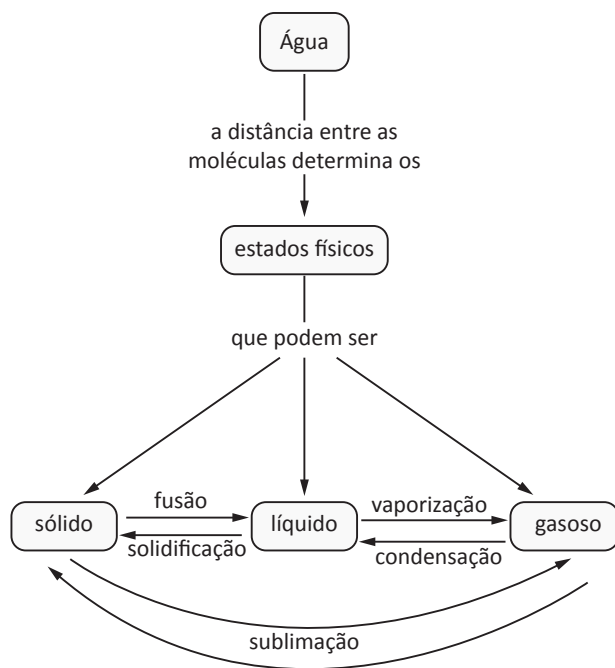 Água
a distância entre as
moléculas determina os
estados físicos
que podem ser
fusão
vaporização
sólido
líquido
gasoso
solidificação
condensação
sublimação